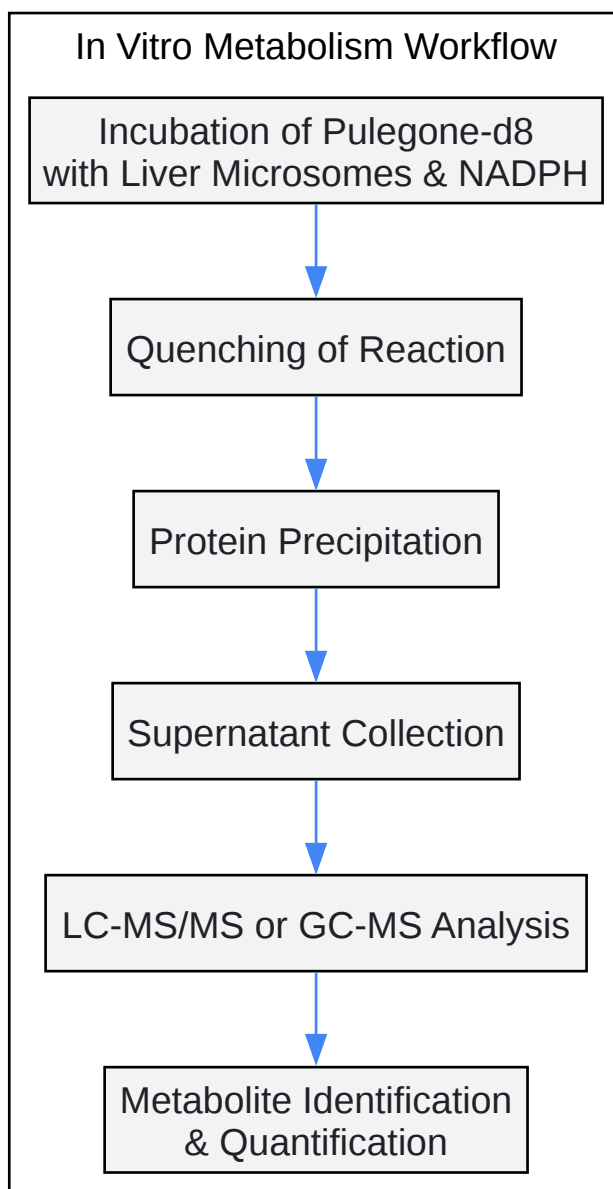 In Vitro Metabolism Workflow
Incubation of Pulegone-d8
with Liver Microsomes & NADPH
Quenching of Reaction
Protein Precipitation
Supernatant Collection
LC-MS/MS or GC-MS Analysis
Metabolite Identification
& Quantification